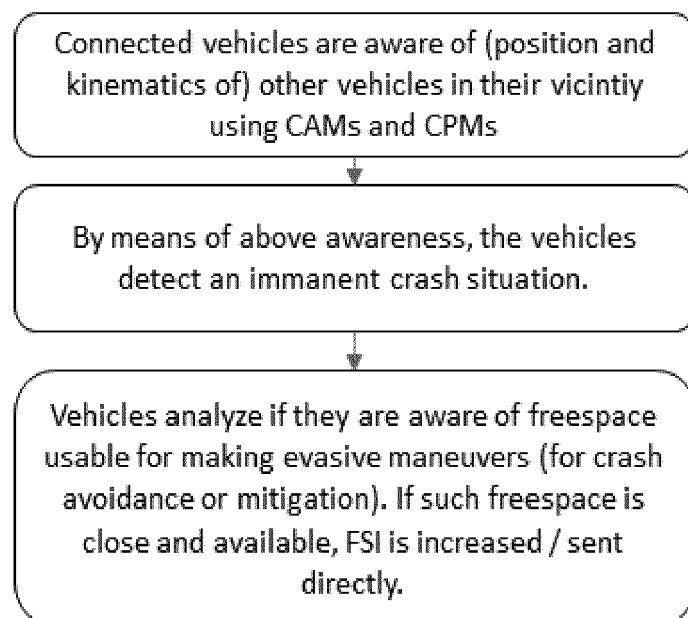 Connected vehicles are aware of (position and
kinematics of) other vehicles in their vicintiy
using CAMs and CPMs
By means of above awareness, the vehicles
detect an immanent crash situation.
Vehicles analyze if they are aware of freespace
usable for making evasive maneuvers (for crash
avoidance or mitigation). If such freespace is
close and available, FSI is increased / sent
directly.